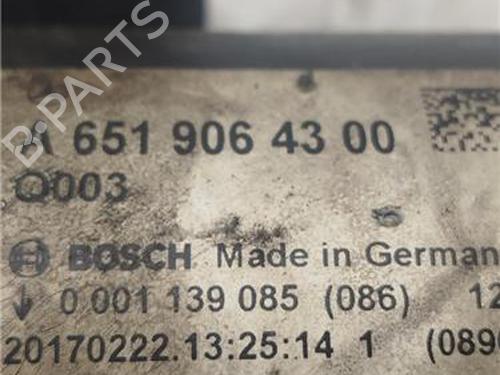 B-PARTS
A 651 906 43 00
Q003
BOSCH Made in German
0 001 139 085 (086) 12
20170222.13:25:14 1 (089